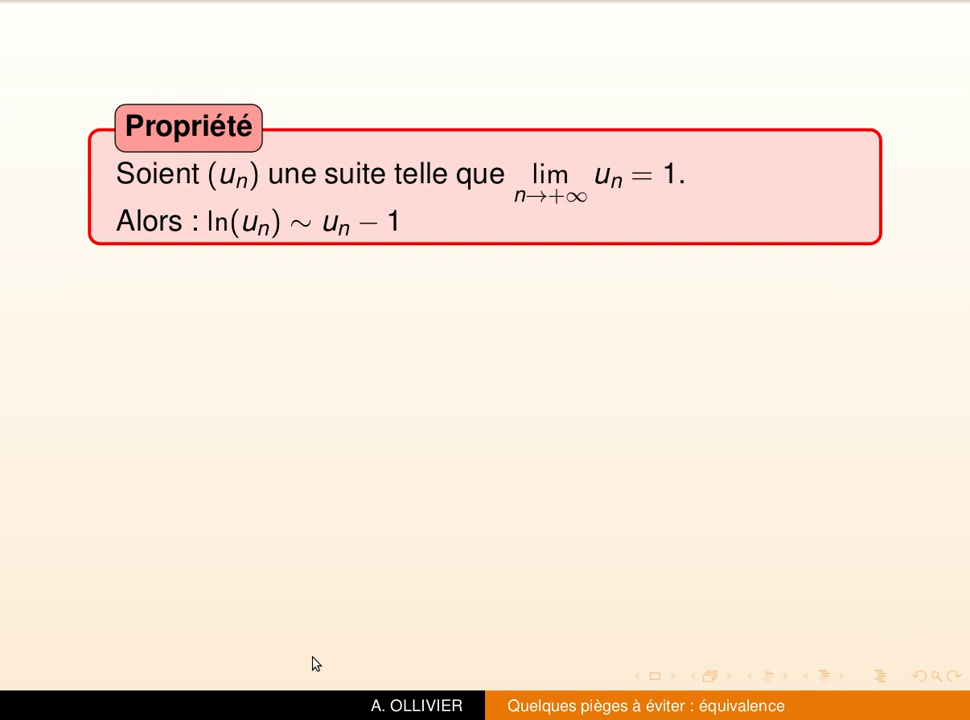 Propriété
Soient (uₙ) une suite telle que lim uₙ = 1.
n→+∞
Alors : ln(uₙ) ∼ uₙ − 1
A. OLLIVIER
Quelques pièges à éviter : équivalence